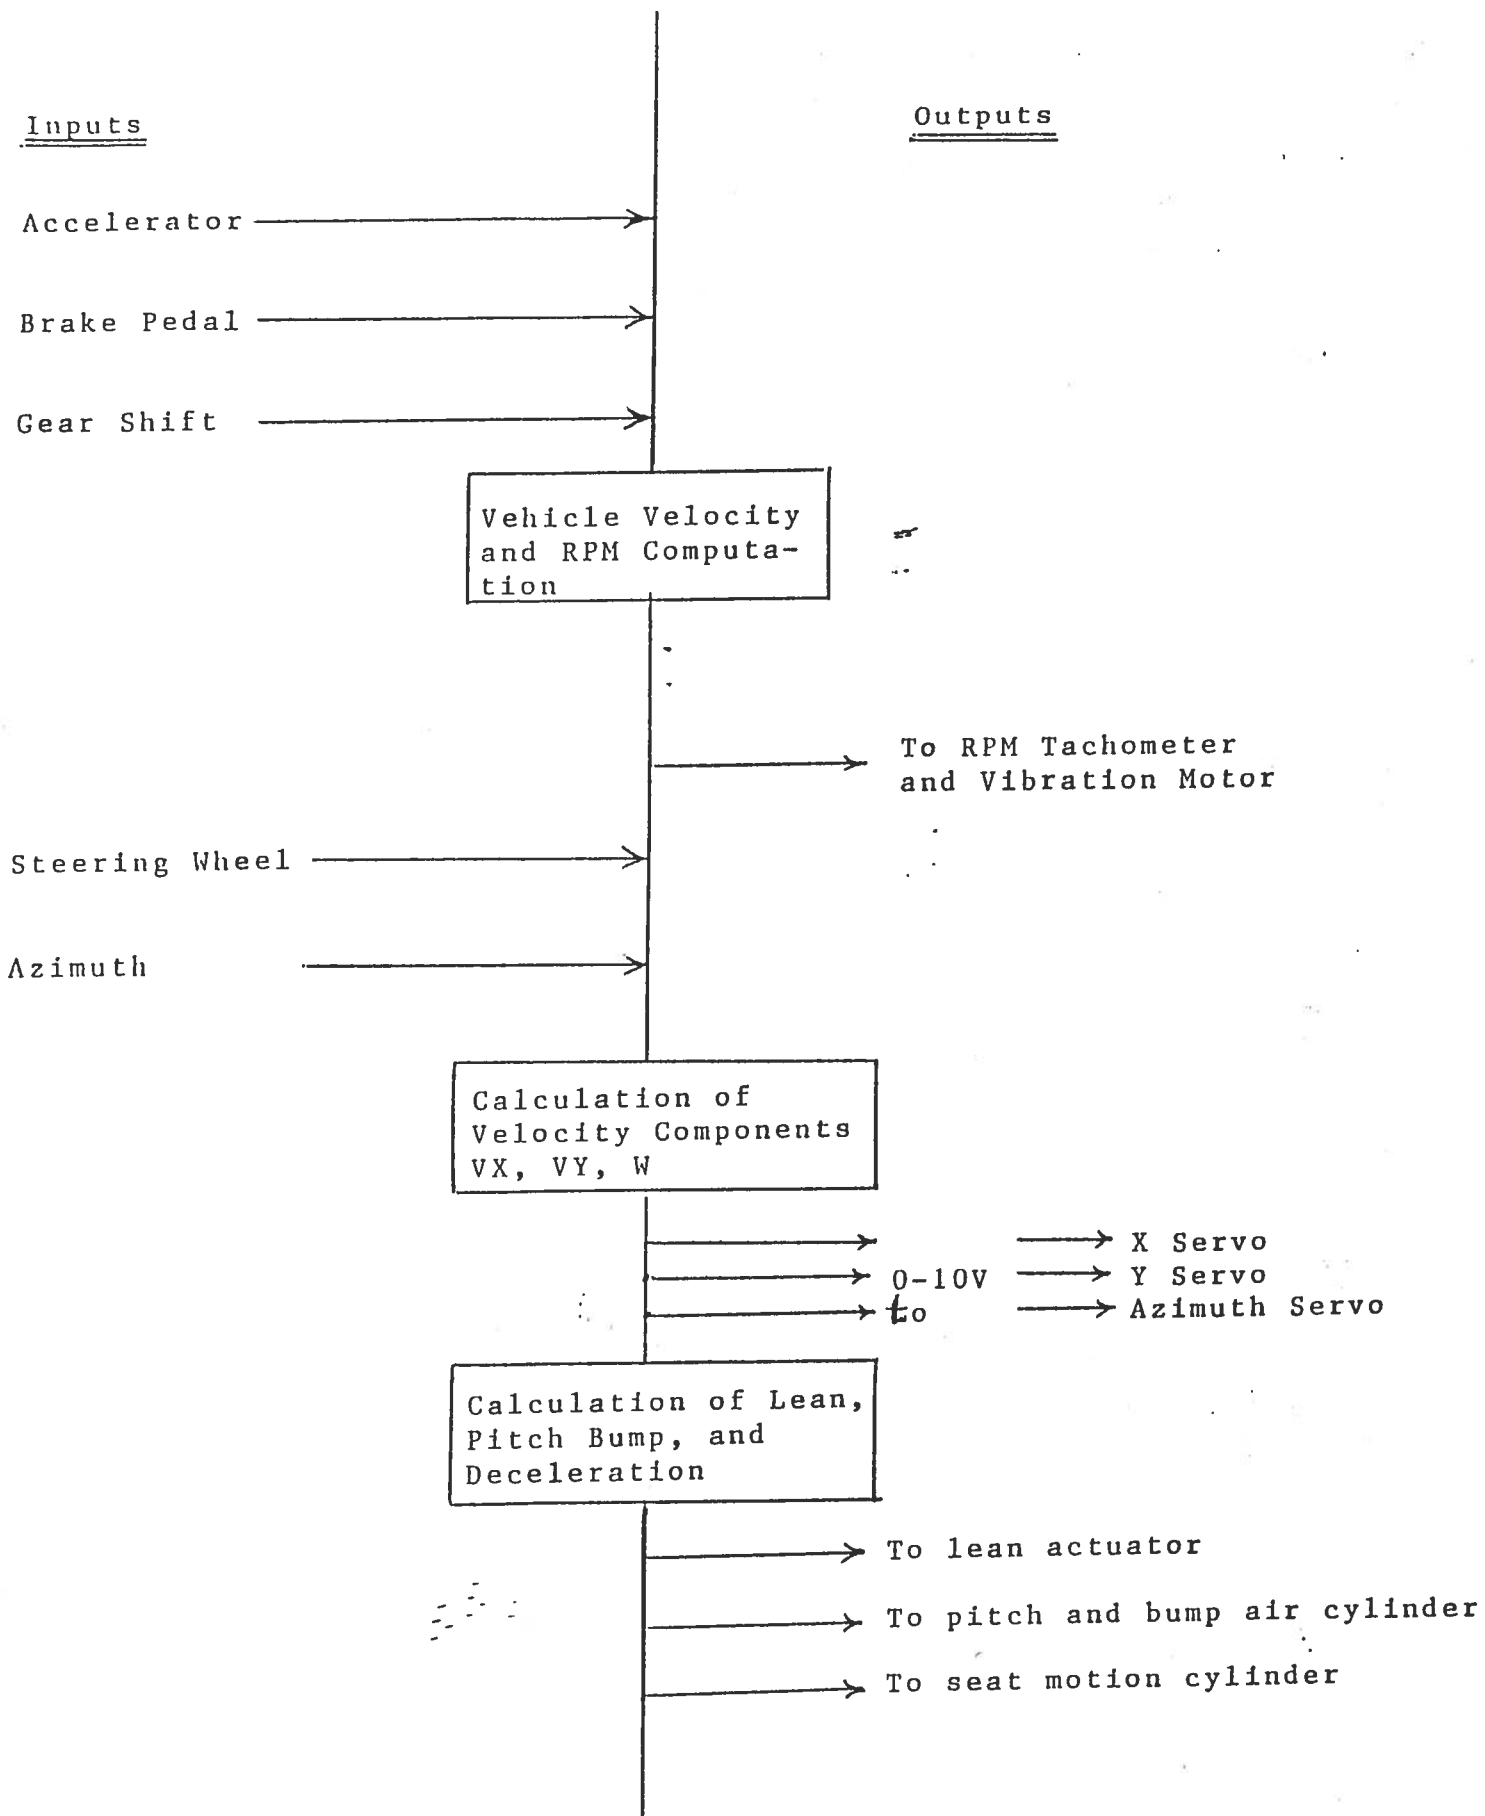 Inputs
Outputs
Accelerator
Brake Pedal
Gear Shift
Vehicle Velocity
and RPM Computa-
tion
To RPM Tachometer
and Vibration Motor
Steering Wheel
Azimuth
Calculation of
Velocity Components
VX, VY, W
X Servo
0-10V
Y Servo
to
Azimuth Servo
Calculation of Lean,
Pitch Bump, and
Deceleration
To lean actuator
To pitch and bump air cylinder
To seat motion cylinder